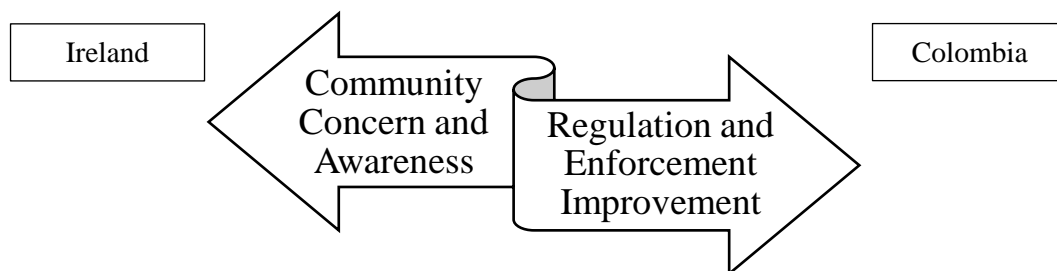 Ireland
Community
Concern and
Awareness
Regulation and
Enforcement
Improvement
Colombia